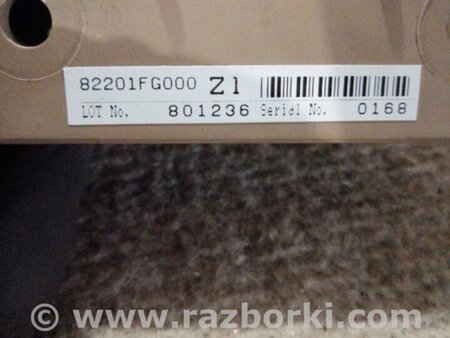 82201FG000 Z1
LOT No. 801236 Serial No. 0168
© www.razborki.com